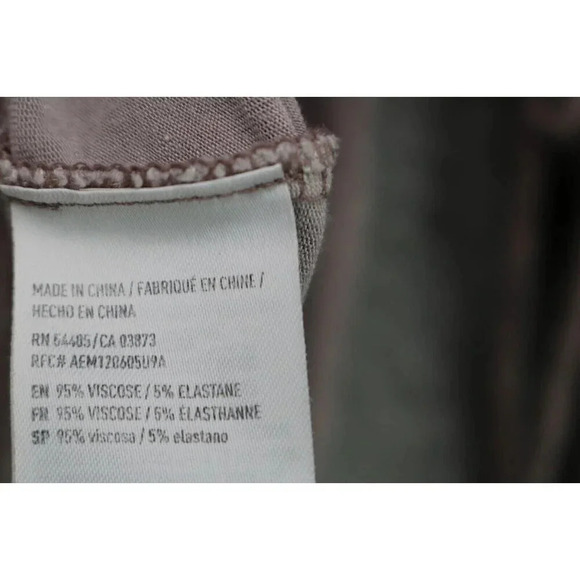 MADE IN CHINA / FABRIQUÉ EN CHINE /
HECHO EN CHINA
RN 54485/CA 03873
RFC# AEM120605U9A
EN 95% VISCOSE / 5% ELASTANE
FR 95% VISCOSE / 5% ÉLASTHANNE
SP 95% viscosa / 5% elastano